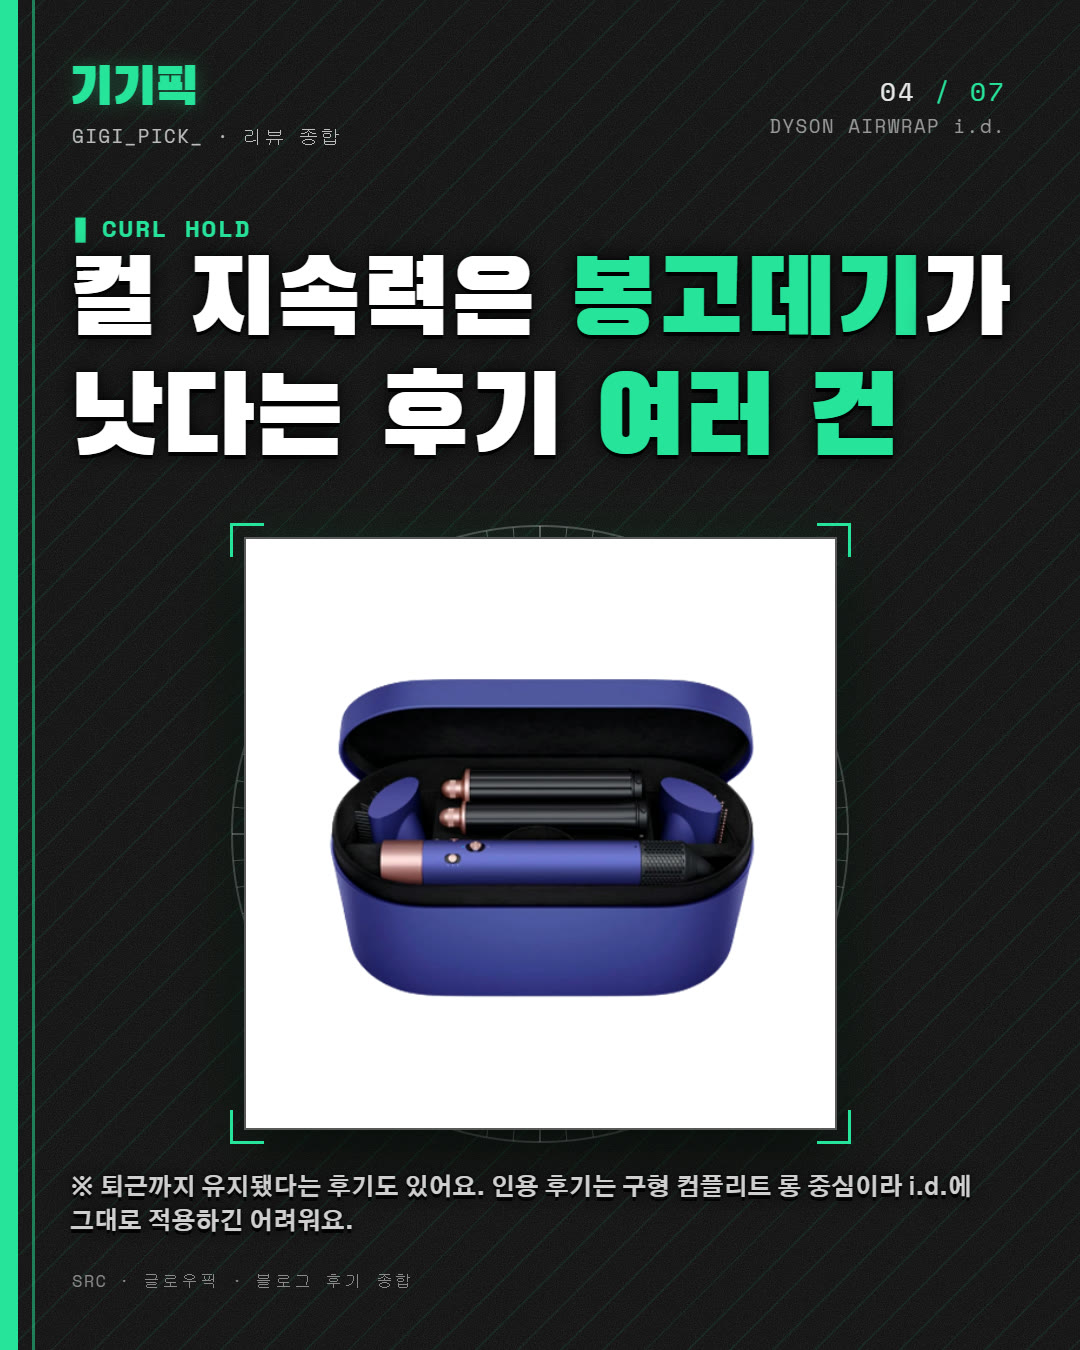 기기픽
GIGI_PICK_ · 리뷰 종합
04 / 07
DYSON AIRWRAP i.d.
CURL HOLD
컬 지속력은 봉고데기가
낫다는 후기 여러 건
※ 퇴근까지 유지됐다는 후기도 있어요. 인용 후기는 구형 컴플리트 롱 중심이라 i.d.에
그대로 적용하긴 어려워요.
SRC · 글로우픽 · 블로그 후기 종합